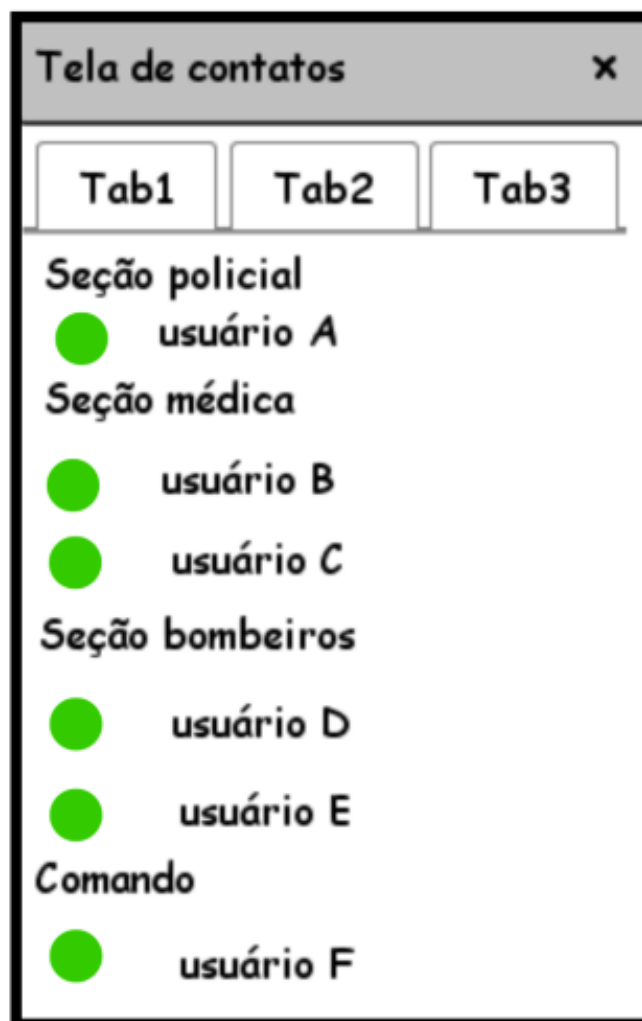 Tela de contatos x
Tab1 Tab2 Tab3
Seção policial
usuário A
Seção médica
usuário B
usuário C
Seção bombeiros
usuário D
usuário E
Comando
usuário F